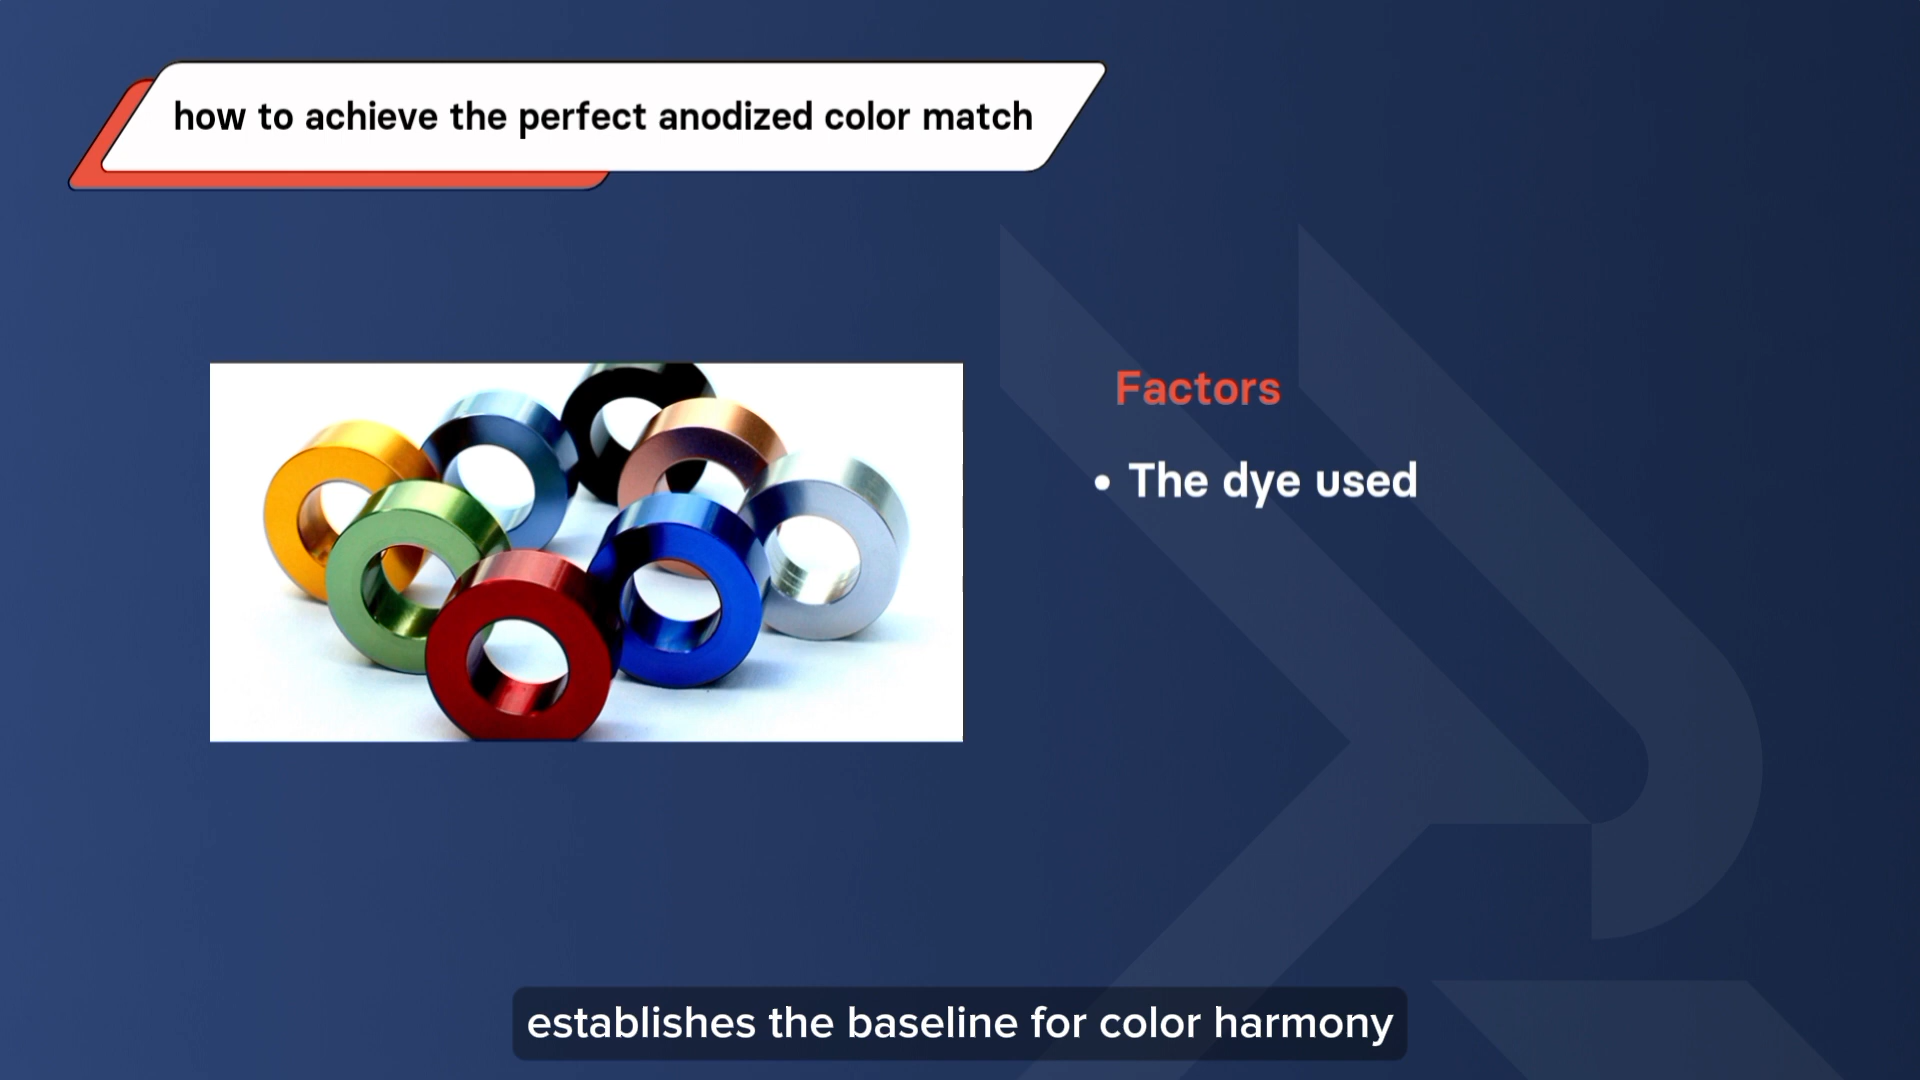 how to achieve the perfect anodized color match
Factors
• The dye used
establishes the baseline for color harmony